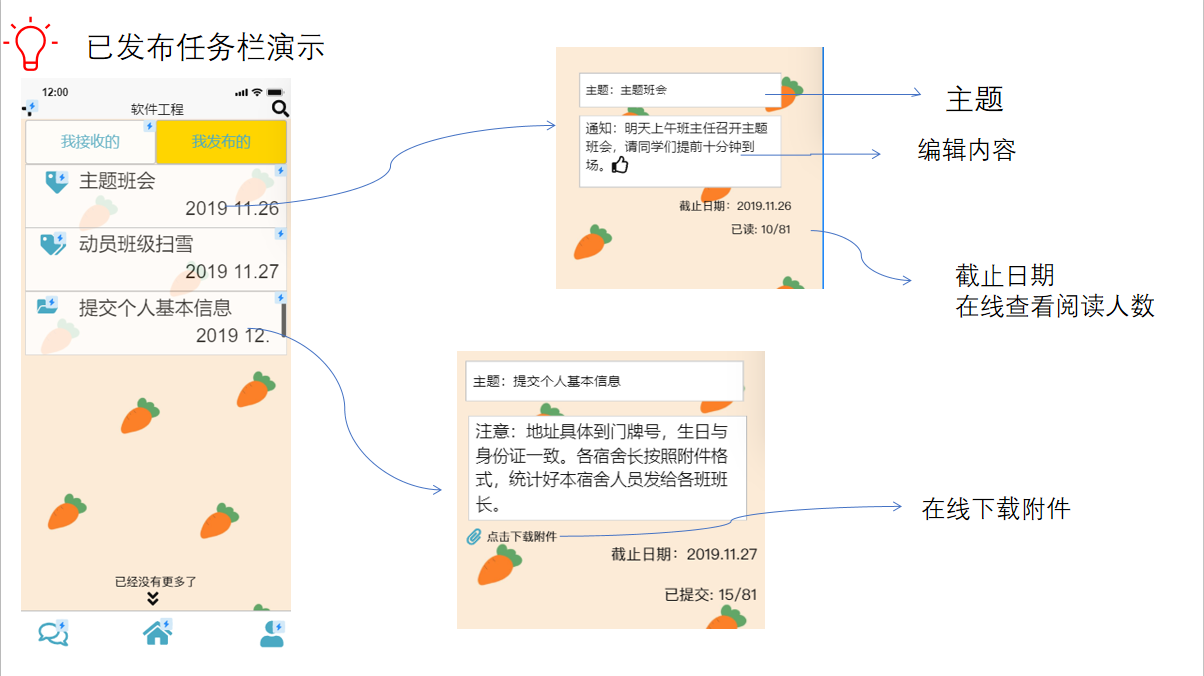 已发布任务栏演示
12:00
软件工程
我接收的
我发布的
主题班会
2019 11.26
动员班级扫雪
2019 11.27
提交个人基本信息
2019 12.
已经没有更多了
主题：主题班会
通知：明天上午班主任召开主题
班会，请同学们提前十分钟到
场。
截止日期：2019.11.26
已读: 10/81
主题
编辑内容
截止日期
在线查看阅读人数
主题：提交个人基本信息
注意：地址具体到门牌号，生日与
身份证一致。各宿舍长按照附件格
式，统计好本宿舍人员发给各班班
长。
点击下载附件
截止日期：2019.11.27
已提交: 15/81
在线下载附件